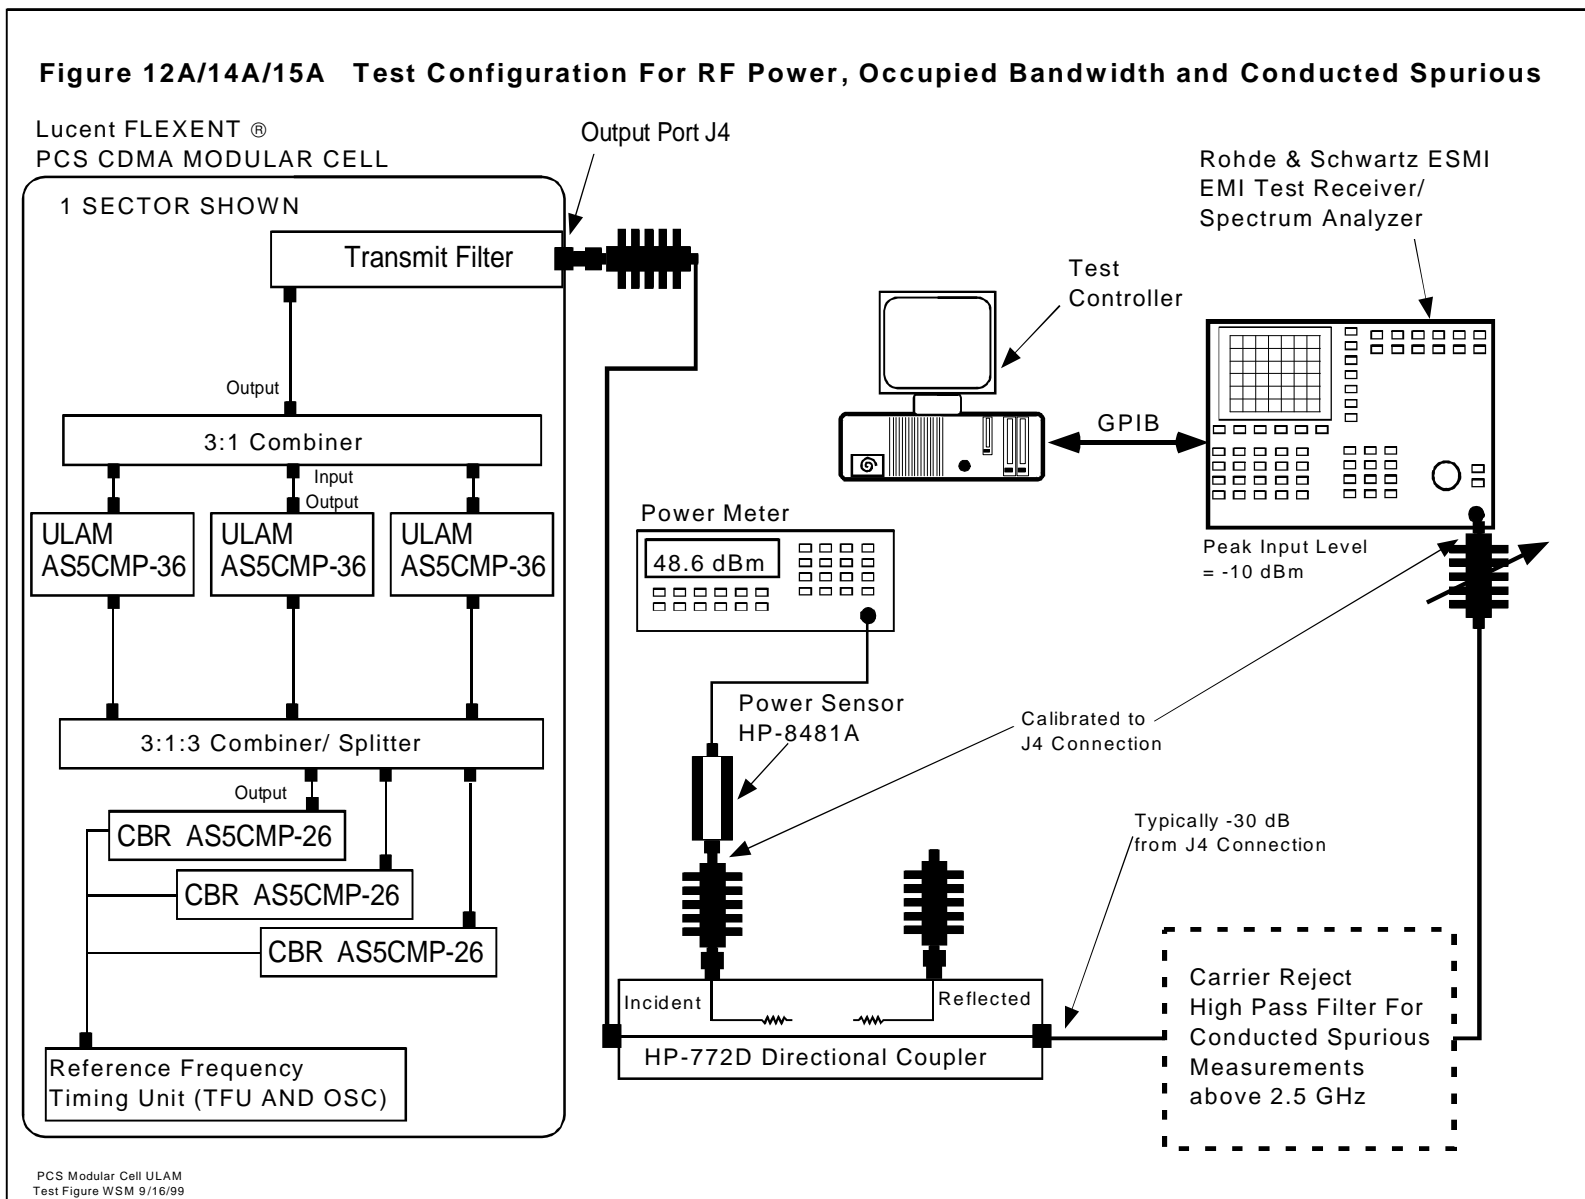 Figure 12A/14A/15A   Test Configuration For RF Power, Occupied Bandwidth and Conducted Spurious
Lucent FLEXENT ®
PCS CDMA MODULAR CELL
1 SECTOR SHOWN
Transmit Filter
Output Port J4
Output
3:1 Combiner
Input
Output
ULAM
AS5CMP-36
ULAM
AS5CMP-36
ULAM
AS5CMP-36
3:1:3 Combiner/ Splitter
Output
CBR AS5CMP-26
CBR AS5CMP-26
CBR AS5CMP-26
Reference Frequency
Timing Unit (TFU AND OSC)
Test
Controller
Rohde & Schwartz ESMI
EMI Test Receiver/
Spectrum Analyzer
GPIB
Peak Input Level
= -10 dBm
Power Meter
48.6 dBm
Power Sensor
HP-8481A
Calibrated to
J4 Connection
Typically -30 dB
from J4 Connection
Incident
Reflected
HP-772D Directional Coupler
Carrier Reject
High Pass Filter For
Conducted Spurious
Measurements
above 2.5 GHz
PCS Modular Cell ULAM
Test Figure WSM 9/16/99